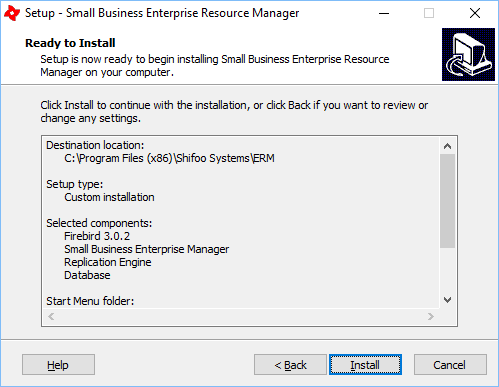 Setup - Small Business Enterprise Resource Manager
Ready to Install
Setup is now ready to begin installing Small Business Enterprise Resource
Manager on your computer.
Click Install to continue with the installation, or click Back if you want to review or
change any settings.
Destination location:
C:\Program Files (x86)\Shifoo Systems\ERM
Setup type:
Custom installation
Selected components:
Firebird 3.0.2
Small Business Enterprise Manager
Replication Engine
Database
Start Menu folder:
Help
< Back
Install
Cancel